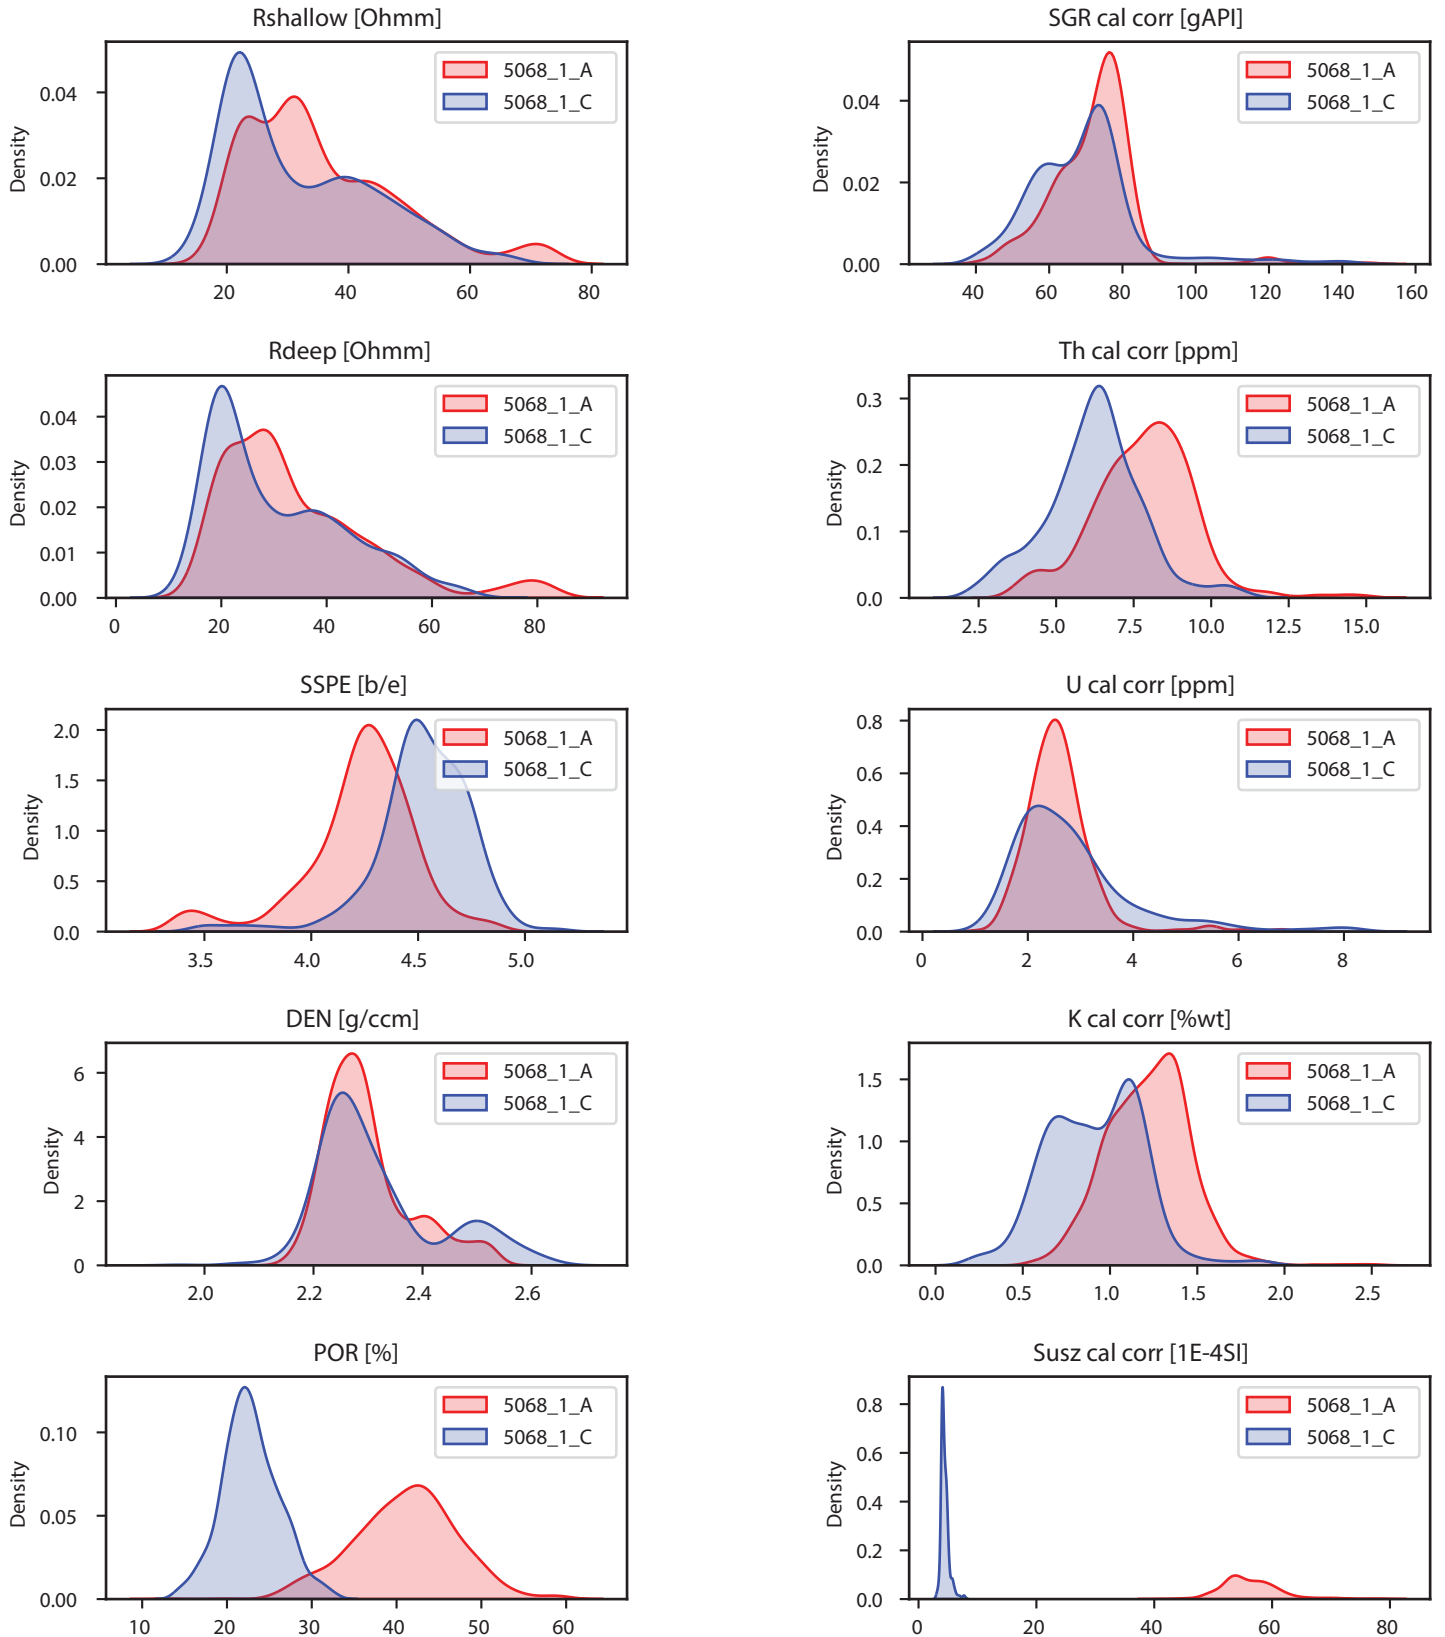 Rshallow [Ohmm]
Density
0.04
0.02
0.00
5068_1_A
5068_1_C
20 40 60 80
SGR cal corr [gAPI]
Density
0.04
0.02
0.00
5068_1_A
5068_1_C
40 60 80 100 120 140 160
Rdeep [Ohmm]
Density
0.04
0.03
0.02
0.01
0.00
5068_1_A
5068_1_C
0 20 40 60 80
Th cal corr [ppm]
Density
0.3
0.2
0.1
0.0
5068_1_A
5068_1_C
2.5 5.0 7.5 10.0 12.5 15.0
SSPE [b/e]
Density
2.0
1.5
1.0
0.5
0.0
5068_1_A
5068_1_C
3.5 4.0 4.5 5.0
U cal corr [ppm]
Density
0.8
0.6
0.4
0.2
0.0
5068_1_A
5068_1_C
0 2 4 6 8
DEN [g/ccm]
Density
6
4
2
0
5068_1_A
5068_1_C
2.0 2.2 2.4 2.6
K cal corr [%wt]
Density
1.5
1.0
0.5
0.0
5068_1_A
5068_1_C
0.0 0.5 1.0 1.5 2.0 2.5
POR [%]
Density
0.10
0.05
0.00
5068_1_A
5068_1_C
10 20 30 40 50 60
Susz cal corr [1E-4SI]
Density
0.8
0.6
0.4
0.2
0.0
5068_1_A
5068_1_C
0 20 40 60 80